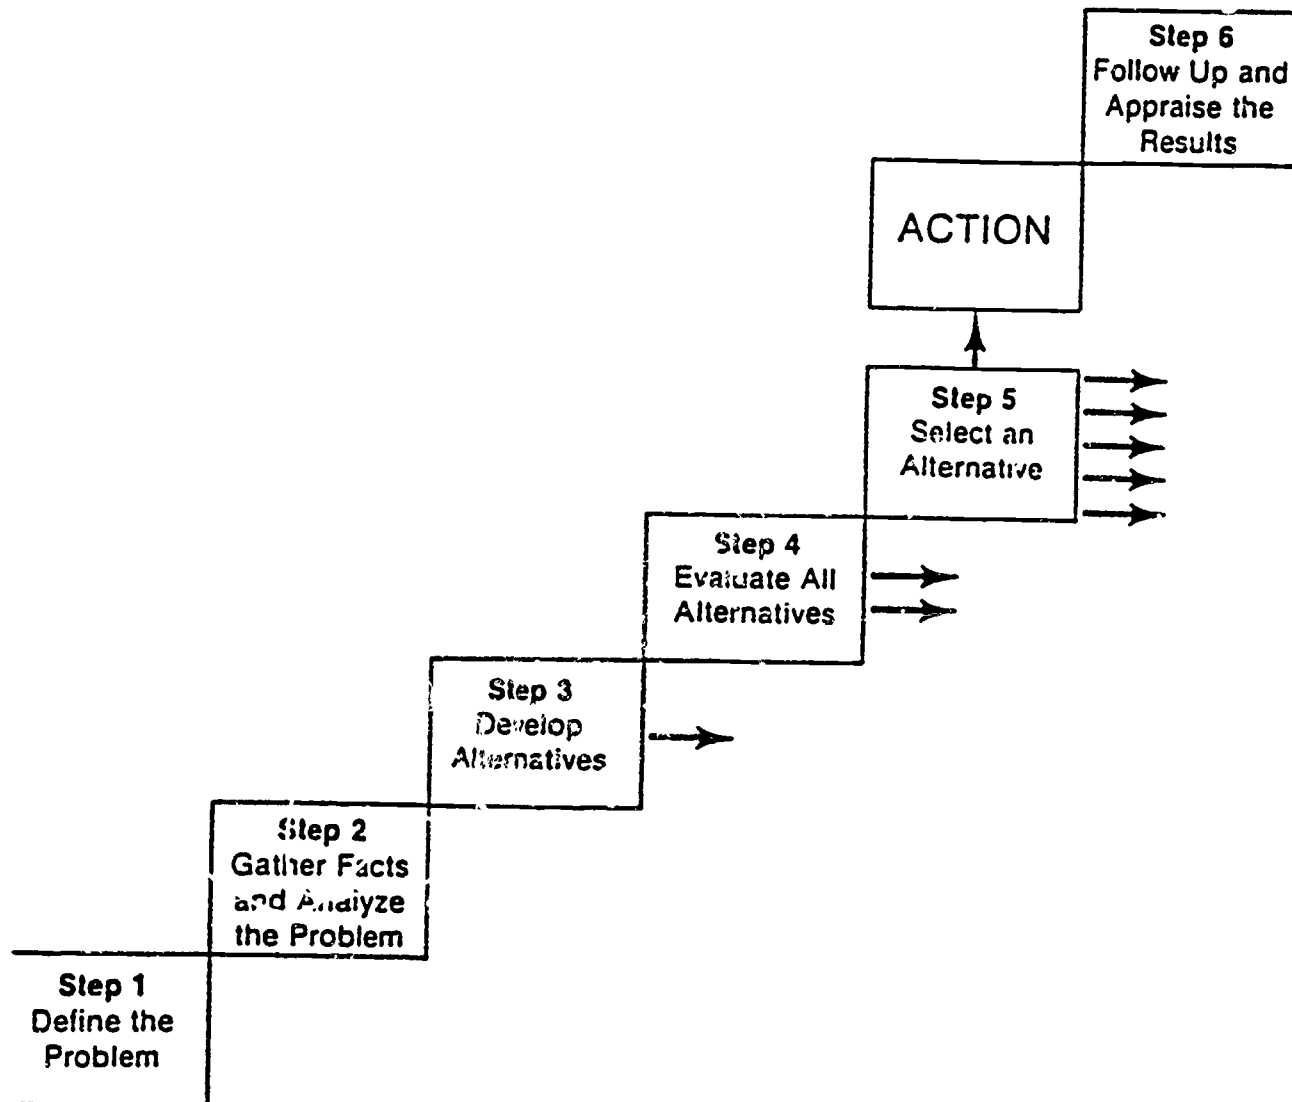 Step 6
Follow Up and
Appraise the
Results
ACTION
Step 5
Select an
Alternative
Step 4
Evaluate All
Alternatives
Step 3
Develop
Alternatives
Step 2
Gather Facts
and Analyze
the Problem
Step 1
Define the
Problem